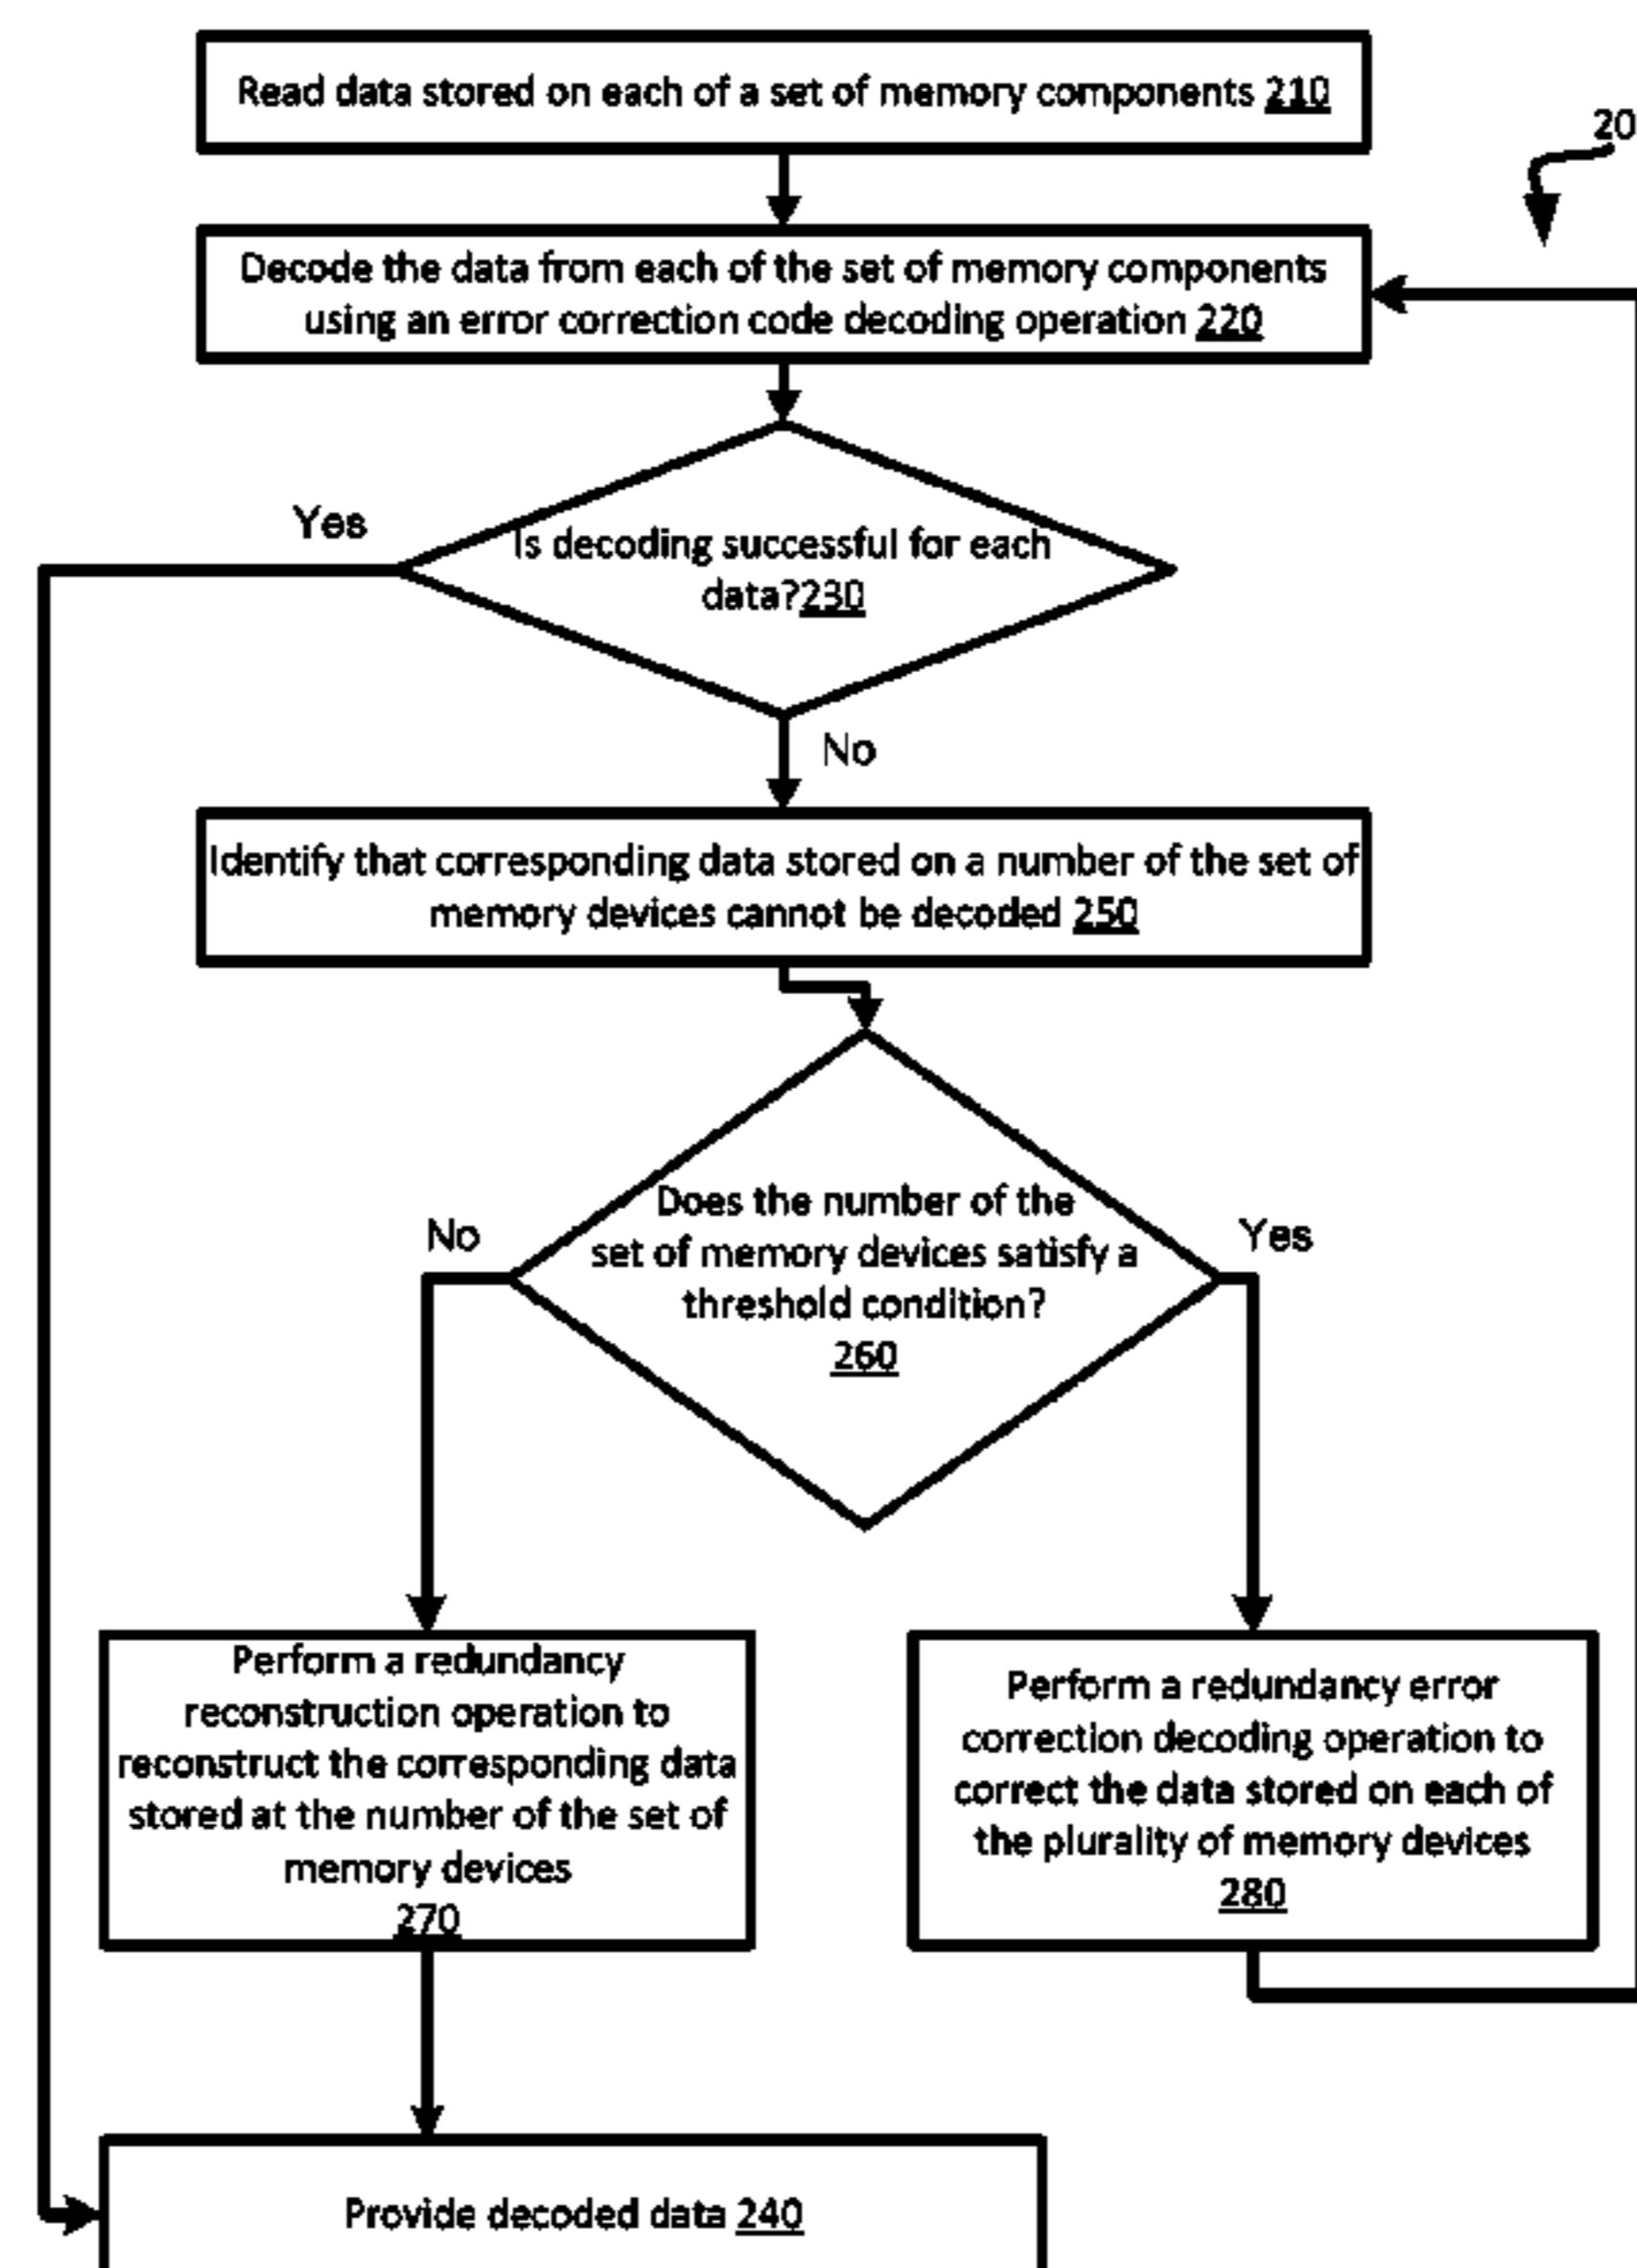 Read data stored on each of a set of memory components 210
20
Decode the data from each of the set of memory components
using an error correction code decoding operation 220
Yes
Is decoding successful for each
data?230
No
Identify that corresponding data stored on a number of the set of
memory devices cannot be decoded 250
Does the number of the
set of memory devices satisfy a
threshold condition?
260
No
Yes
Perform a redundancy
reconstruction operation to
reconstruct the corresponding data
stored at the number of the set of
memory devices
270
Perform a redundancy error
correction decoding operation to
correct the data stored on each of
the plurality of memory devices
280
Provide decoded data 240